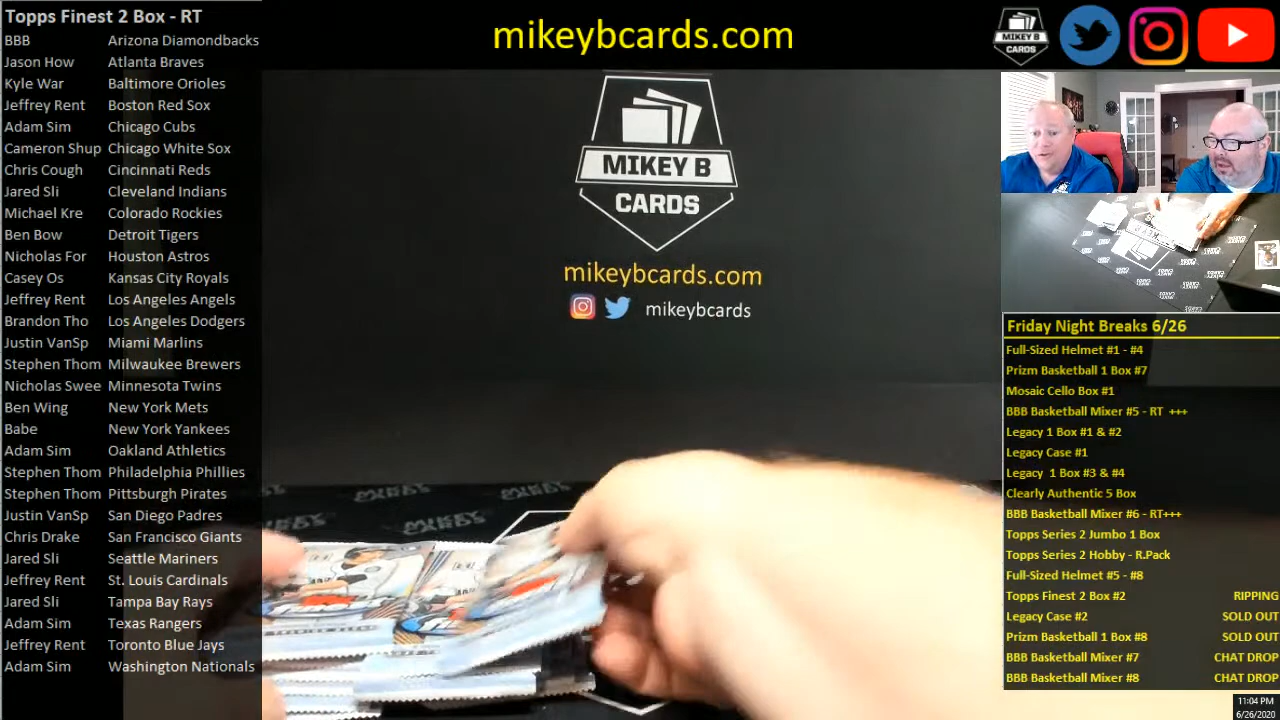 Topps Finest 2 Box - RT
BBB Arizona Diamondbacks
Jason How Atlanta Braves
Kyle War Baltimore Orioles
Jeffrey Rent Boston Red Sox
Adam Sim Chicago Cubs
Cameron Shup Chicago White Sox
Chris Cough Cincinnati Reds
Jared Sli Cleveland Indians
Michael Kre Colorado Rockies
Ben Bow Detroit Tigers
Nicholas For Houston Astros
Casey Os Kansas City Royals
Jeffrey Rent Los Angeles Angels
Brandon Tho Los Angeles Dodgers
Justin VanSp Miami Marlins
Stephen Thom Milwaukee Brewers
Nicholas Swee Minnesota Twins
Ben Wing New York Mets
Babe New York Yankees
Adam Sim Oakland Athletics
Stephen Thom Philadelphia Phillies
Stephen Thom Pittsburgh Pirates
Justin VanSp San Diego Padres
Chris Drake San Francisco Giants
Jared Sli Seattle Mariners
Jeffrey Rent St. Louis Cardinals
Jared Sli Tampa Bay Rays
Adam Sim Texas Rangers
Jeffrey Rent Toronto Blue Jays
Adam Sim Washington Nationals
mikeybcards.com
MIKEY B
CARDS
MIKEY B
CARDS
mikeybcards.com
mikeybcards
Friday Night Breaks 6/26
Full-Sized Helmet #1 - #4
Prizm Basketball 1 Box #7
Mosaic Cello Box #1
BBB Basketball Mixer #5 - RT +++
Legacy 1 Box #1 & #2
Legacy Case #1
Legacy 1 Box #3 & #4
Clearly Authentic 5 Box
BBB Basketball Mixer #6 - RT+++
Topps Series 2 Jumbo 1 Box
Topps Series 2 Hobby - R.Pack
Full-Sized Helmet #5 - #8
Topps Finest 2 Box #2 RIPPING
Legacy Case #2 SOLD OUT
Prizm Basketball 1 Box #8 SOLD OUT
BBB Basketball Mixer #7 CHAT DROP
BBB Basketball Mixer #8 CHAT DROP
11:04 PM
6/26/2020